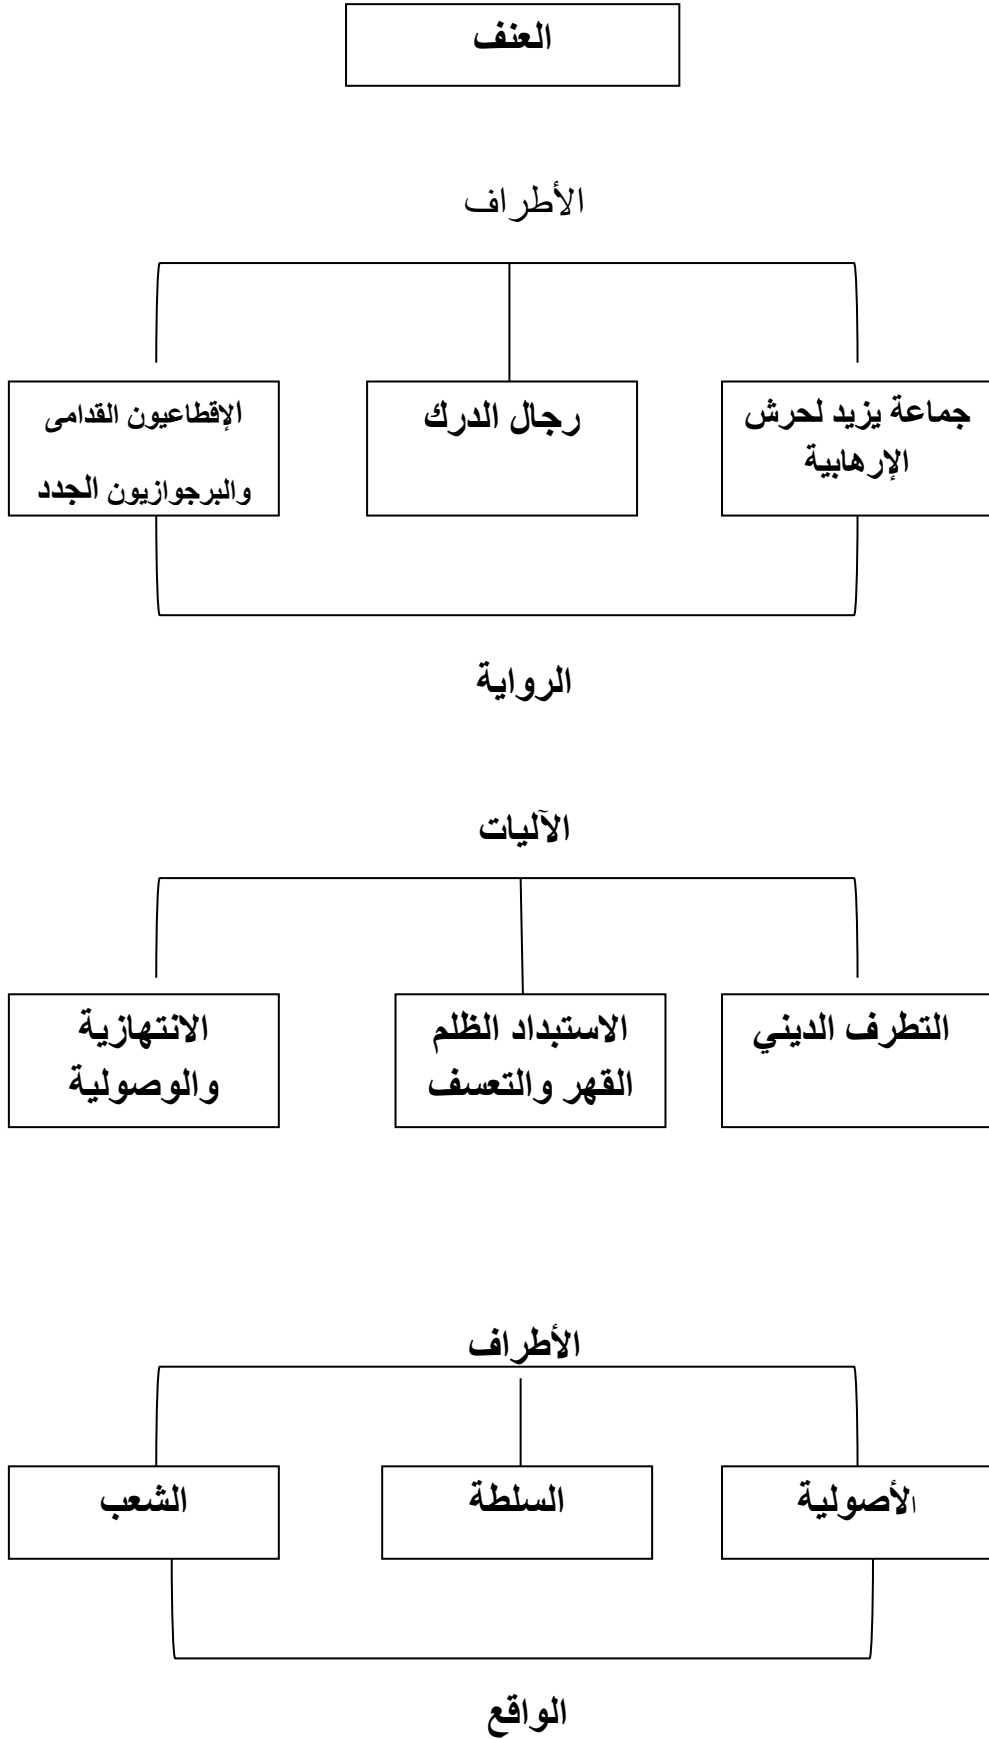 العنف
الأطراف
جماعة يزيد لحرش
الإرهابية
رجال الدرك
الإقطاعيون القدامى
والبرجوازيون الجدد
الرواية
الآليات
التطرف الديني
الاستبداد الظلم
القهر والتعسف
الانتهازية
والوصولية
الأطراف
الأصولية
السلطة
الشعب
الواقع